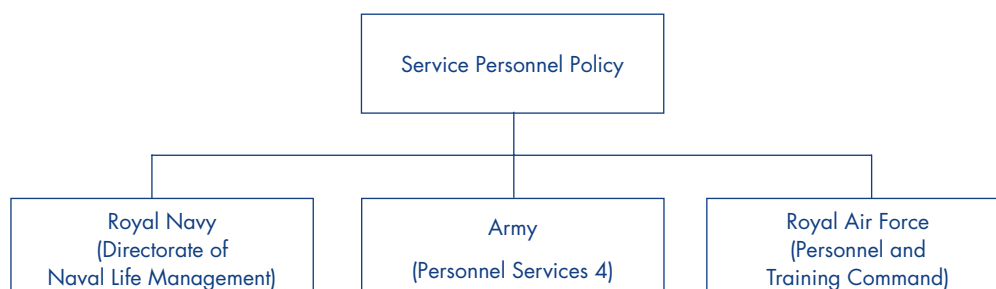 Service Personnel Policy
Royal Navy
(Directorate of
Naval Life Management)
Army
(Personnel Services 4)
Royal Air Force
(Personnel and
Training Command)